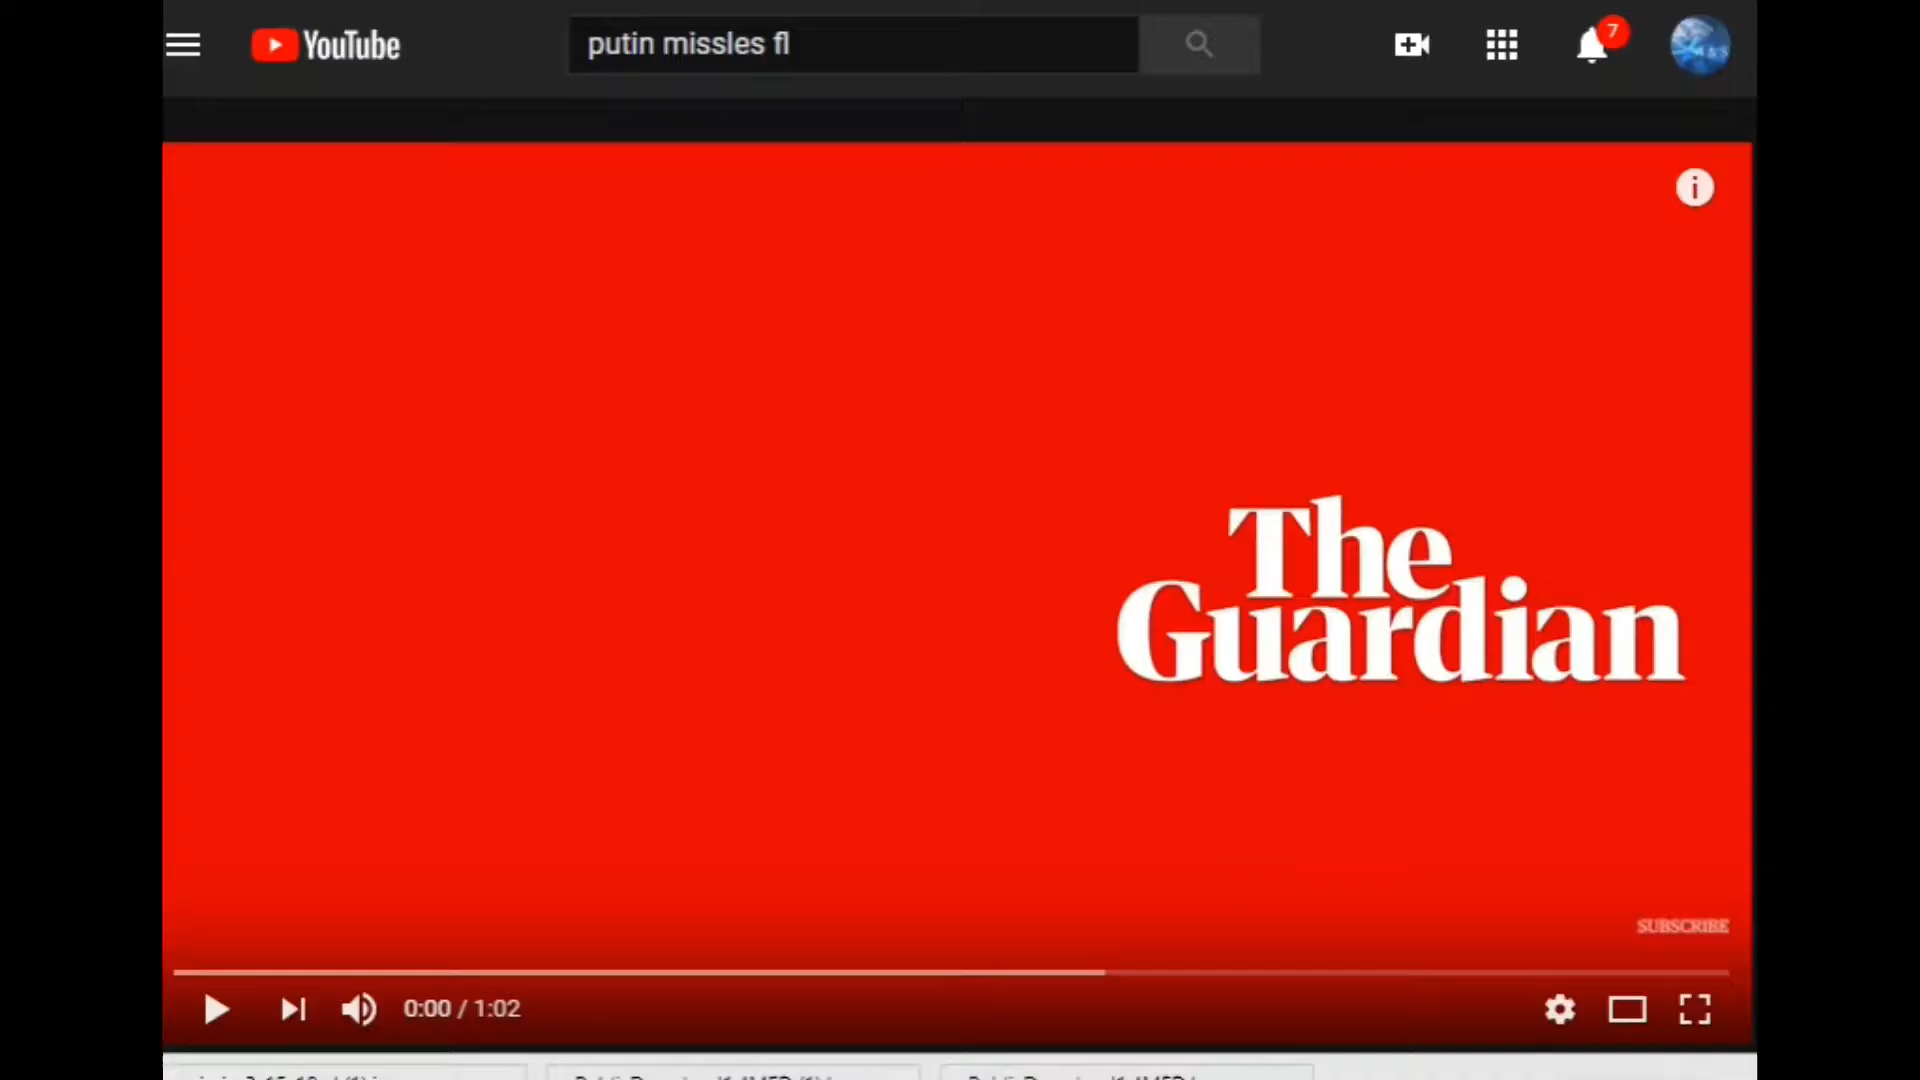 YouTube
putin missles fl
7
i
The
Guardian
SUBSCRIBE
0:00 / 1:02